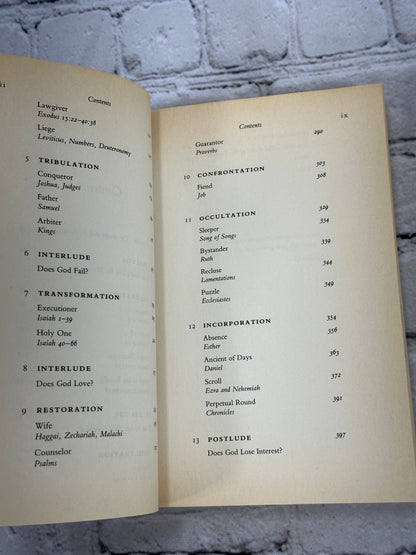 ii
Contents
Lawgiver
Exodus 15:22–40:38
Liege
Leviticus, Numbers, Deuteronomy
5 TRIBULATION
Conqueror
Joshua, Judges
Father
Samuel
Arbiter
Kings
6 INTERLUDE
Does God Fail?
7 TRANSFORMATION
Executioner
Isaiah 1–39
Holy One
Isaiah 40–66
8 INTERLUDE
Does God Love?
9 RESTORATION
Wife
Haggai, Zechariah, Malachi
Counselor
Psalms
Contents ix
Guarantor 290
Proverbs
10 CONFRONTATION 303
Fiend 308
Job
11 OCCULTATION 329
Sleeper 334
Song of Songs
Bystander 339
Ruth
Recluse 344
Lamentations
Puzzle 349
Ecclesiastes
12 INCORPORATION 354
Absence 356
Esther
Ancient of Days 363
Daniel
Scroll 372
Ezra and Nehemiah
Perpetual Round 391
Chronicles
13 POSTLUDE 397
Does God Lose Interest?